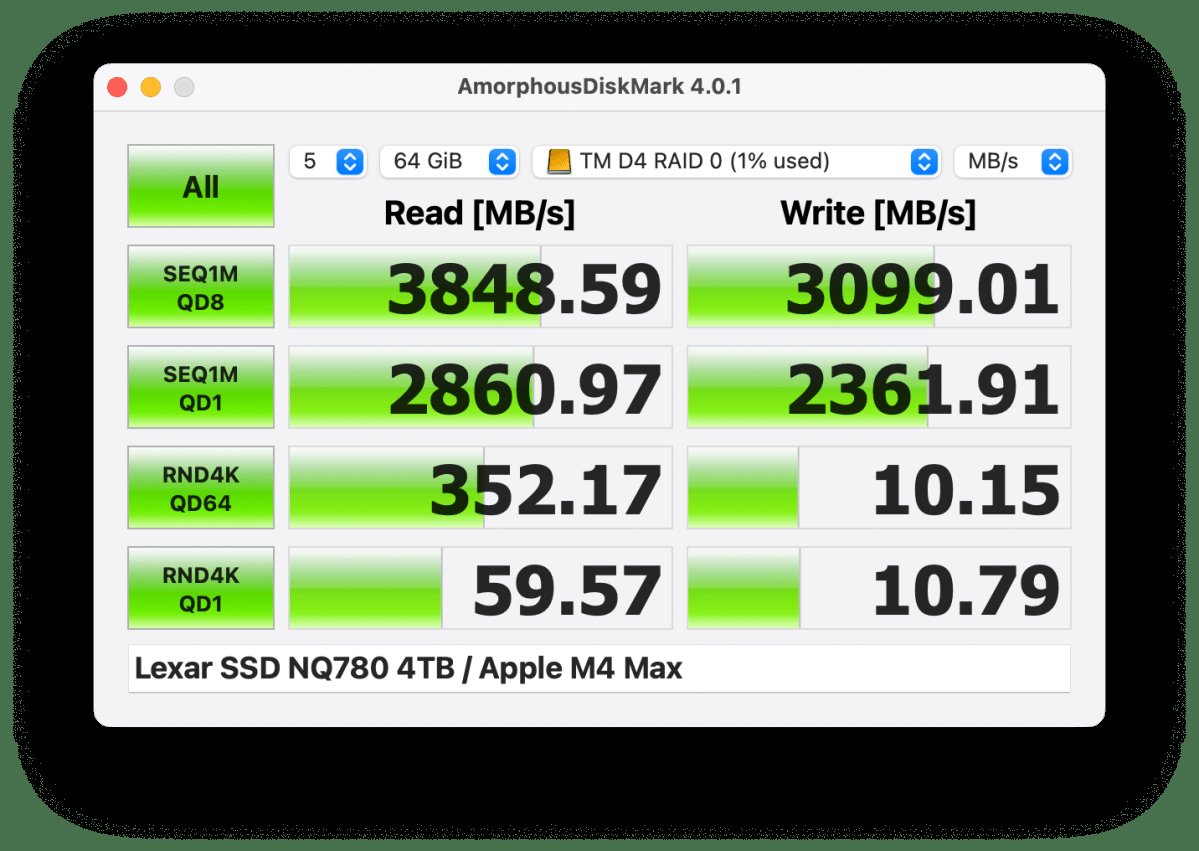 AmorphousDiskMark 4.0.1
All
5
64 GiB
TM D4 RAID 0 (1% used)
MB/s
Read [MB/s]
Write [MB/s]
SEQ1M
QD8
3848.59
3099.01
SEQ1M
QD1
2860.97
2361.91
RND4K
QD64
352.17
10.15
RND4K
QD1
59.57
10.79
Lexar SSD NQ780 4TB / Apple M4 Max